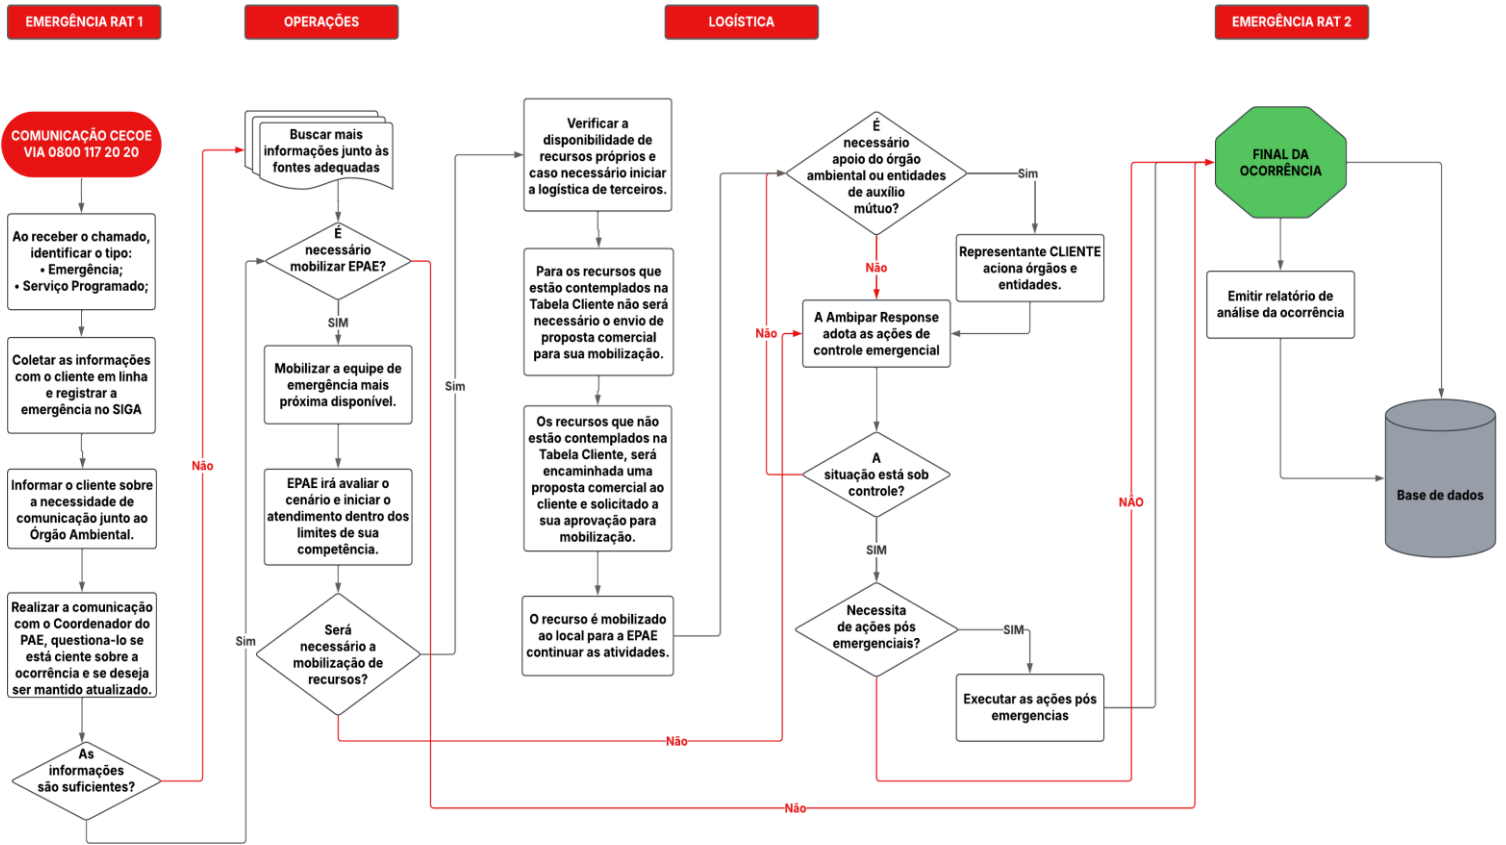 EMERGÊNCIA RAT 1
OPERAÇÕES
LOGÍSTICA
EMERGÊNCIA RAT 2
COMUNICAÇÃO CECOE
VIA 0800 117 20 20
Ao receber o chamado,
identificar o tipo:
• Emergência;
• Serviço Programado;
Coletar as informações
com o cliente em linha
e registrar a
emergência no SIGA
Informar o cliente sobre
a necessidade de
comunicação junto ao
Órgão Ambiental.
Realizar a comunicação
com o Coordenador do
PAE, questiona-lo se
está ciente sobre a
ocorrência e se deseja
ser mantido atualizado.
As
informações
são suficientes?
Não
Sim
Buscar mais
informações junto às
fontes adequadas
É
necessário
mobilizar EPAE?
SIM
Mobilizar a equipe de
emergência mais
próxima disponível.
EPAE irá avaliar o
cenário e iniciar o
atendimento dentro dos
limites de sua
competência.
Será
necessário a
mobilização de
recursos?
Sim
Não
Verificar a
disponibilidade de
recursos próprios e
caso necessário iniciar
a logística de terceiros.
Para os recursos que
estão contemplados na
Tabela Cliente não será
necessário o envio de
proposta comercial
para sua mobilização.
Os recursos que não
estão contemplados na
Tabela Cliente, será
encaminhada uma
proposta comercial ao
cliente e solicitado a
sua aprovação para
mobilização.
O recurso é mobilizado
ao local para a EPAE
continuar as atividades.
É
necessário
apoio do órgão
ambiental ou entidades
de auxílio
mútuo?
Sim
Não
Representante CLIENTE
aciona órgãos e
entidades.
A Ambipar Response
adota as ações de
controle emergencial
Não
A
situação está sob
controle?
SIM
Necessita
de ações pós
emergenciais?
SIM
Executar as ações pós
emergencias
NÃO
Não
FINAL DA
OCORRÊNCIA
Emitir relatório de
análise da ocorrência
Base de dados